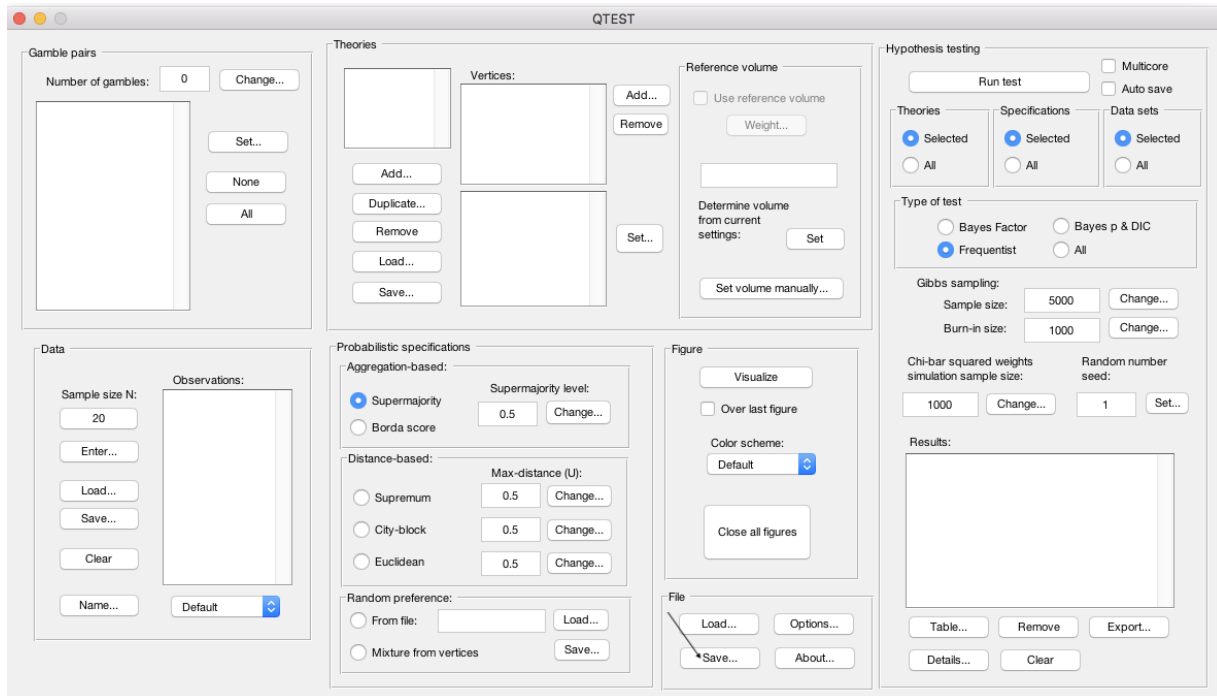 QTEST
Gamble pairs
Number of gambles: 0 Change...
Set...
None
All
Theories
Vertices:
Add...
Remove
Add...
Duplicate...
Remove
Load...
Save...
Set...
Reference volume
Use reference volume
Weight...
Determine volume
from current
settings:
Set
Set volume manually...
Hypothesis testing
Run test
Multicore
Auto save
Theories
Selected
All
Specifications
Selected
All
Data sets
Selected
All
Type of test
Bayes Factor Bayes p & DIC
Frequentist All
Gibbs sampling:
Sample size: 5000 Change...
Burn-in size: 1000 Change...
Chi-bar squared weights
simulation sample size:
1000 Change...
Random number
seed:
1 Set...
Results:
Table... Remove Export...
Details... Clear
Data
Sample size N:
20
Enter...
Load...
Save...
Clear
Name...
Observations:
Default
Probabilistic specifications
Aggregation-based:
Supermajority
Borda score
Supermajority level:
0.5 Change...
Distance-based:
Max-distance (U):
Supremum 0.5 Change...
City-block 0.5 Change...
Euclidean 0.5 Change...
Random preference:
From file: Load...
Mixture from vertices Save...
Figure
Visualize
Over last figure
Color scheme:
Default
Close all figures
File
Load... Options...
Save... About...